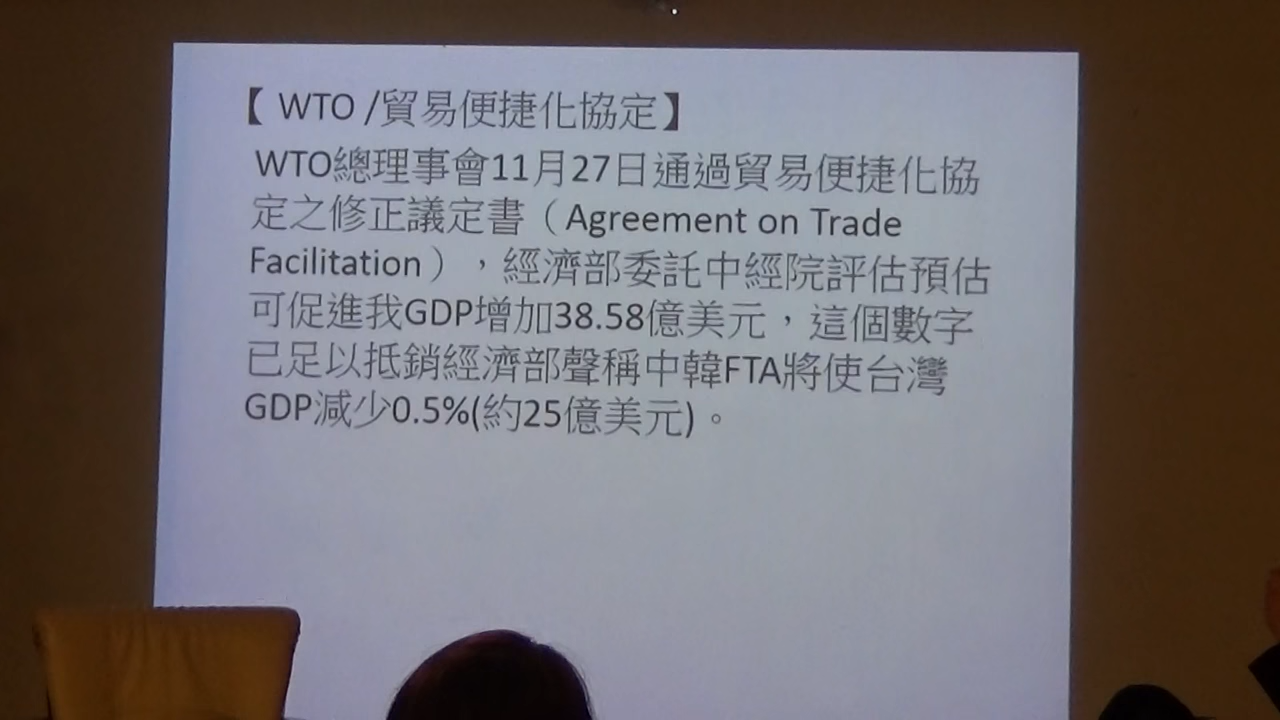 【 WTO /貿易便捷化協定】
WTO總理事會11月27日通過貿易便捷化協
定之修正議定書（Agreement on Trade
Facilitation），經濟部委託中經院評估預估
可促進我GDP增加38.58億美元，這個數字
已足以抵銷經濟部聲稱中韓FTA將使台灣
GDP減少0.5%(約25億美元)。